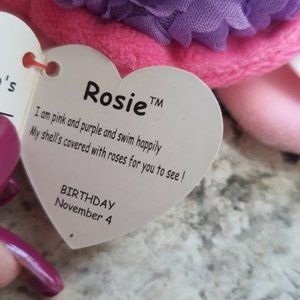 's
Rosie™
I am pink and purple and swim happily
My shell's covered with roses for you to see!
BIRTHDAY
November 4